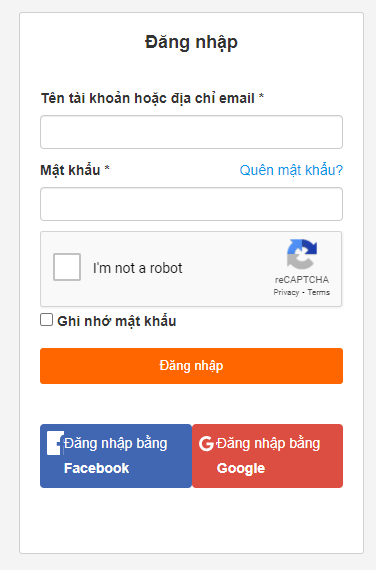 Đăng nhập
Tên tài khoản hoặc địa chỉ email *
Mật khẩu *
Quên mật khẩu?
I'm not a robot
reCAPTCHA
Privacy - Terms
Ghi nhớ mật khẩu
Đăng nhập
Đăng nhập bằng
Facebook
Đăng nhập bằng
Google